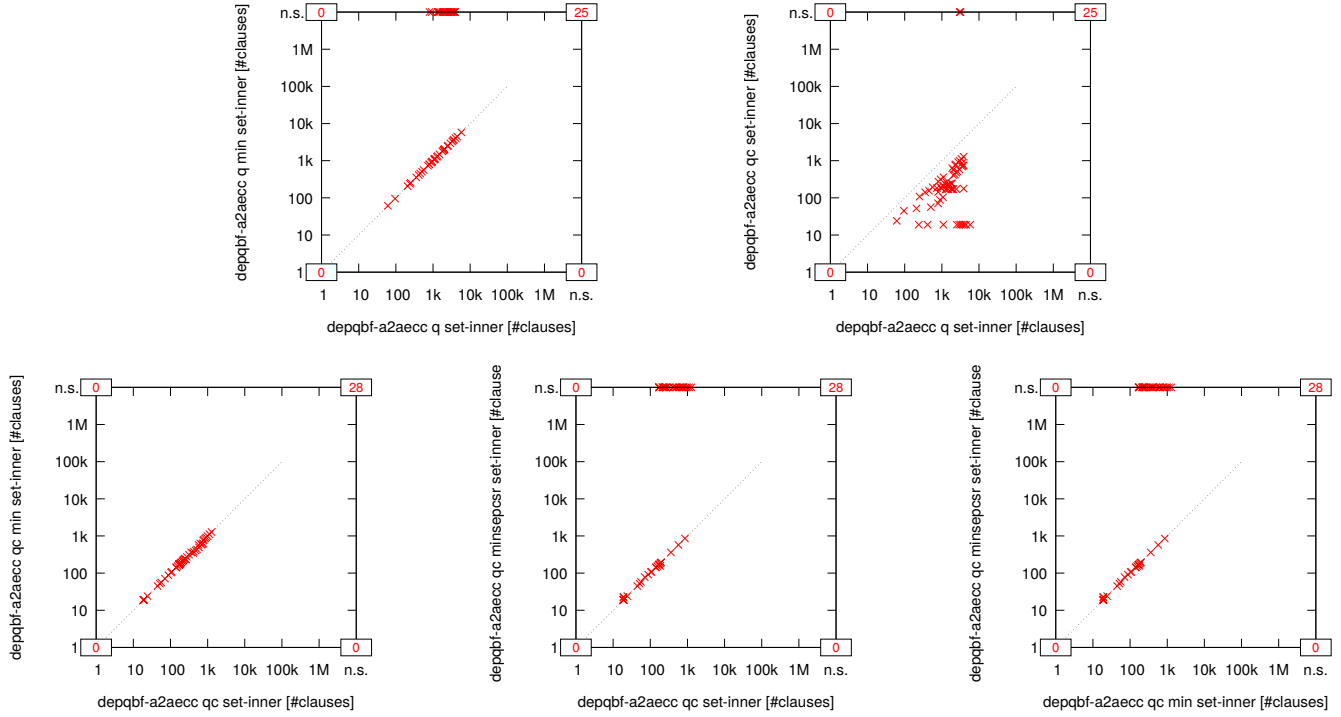 n.s. 0 25
1M
100k
10k
1k
100
10
1 0 0
1 10 100 1k 10k 100k 1M n.s.
depqbf-a2aecc q min set-inner [#clauses]
depqbf-a2aecc q set-inner [#clauses]
n.s. 0 25
1M
100k
10k
1k
100
10
1 0 0
1 10 100 1k 10k 100k 1M n.s.
depqbf-a2aecc qc set-inner [#clauses]
depqbf-a2aecc q set-inner [#clauses]
n.s. 0 28
1M
100k
10k
1k
100
10
1 0 0
1 10 100 1k 10k 100k 1M n.s.
depqbf-a2aecc qc min set-inner [#clauses]
depqbf-a2aecc qc set-inner [#clauses]
n.s. 0 28
1M
100k
10k
1k
100
10
1 0 0
1 10 100 1k 10k 100k 1M n.s.
depqbf-a2aecc qc minsepcsr set-inner [#clause
depqbf-a2aecc qc set-inner [#clauses]
n.s. 0 28
1M
100k
10k
1k
100
10
1 0 0
1 10 100 1k 10k 100k 1M n.s.
depqbf-a2aecc qc minsepcsr set-inner [#clause
depqbf-a2aecc qc min set-inner [#clauses]